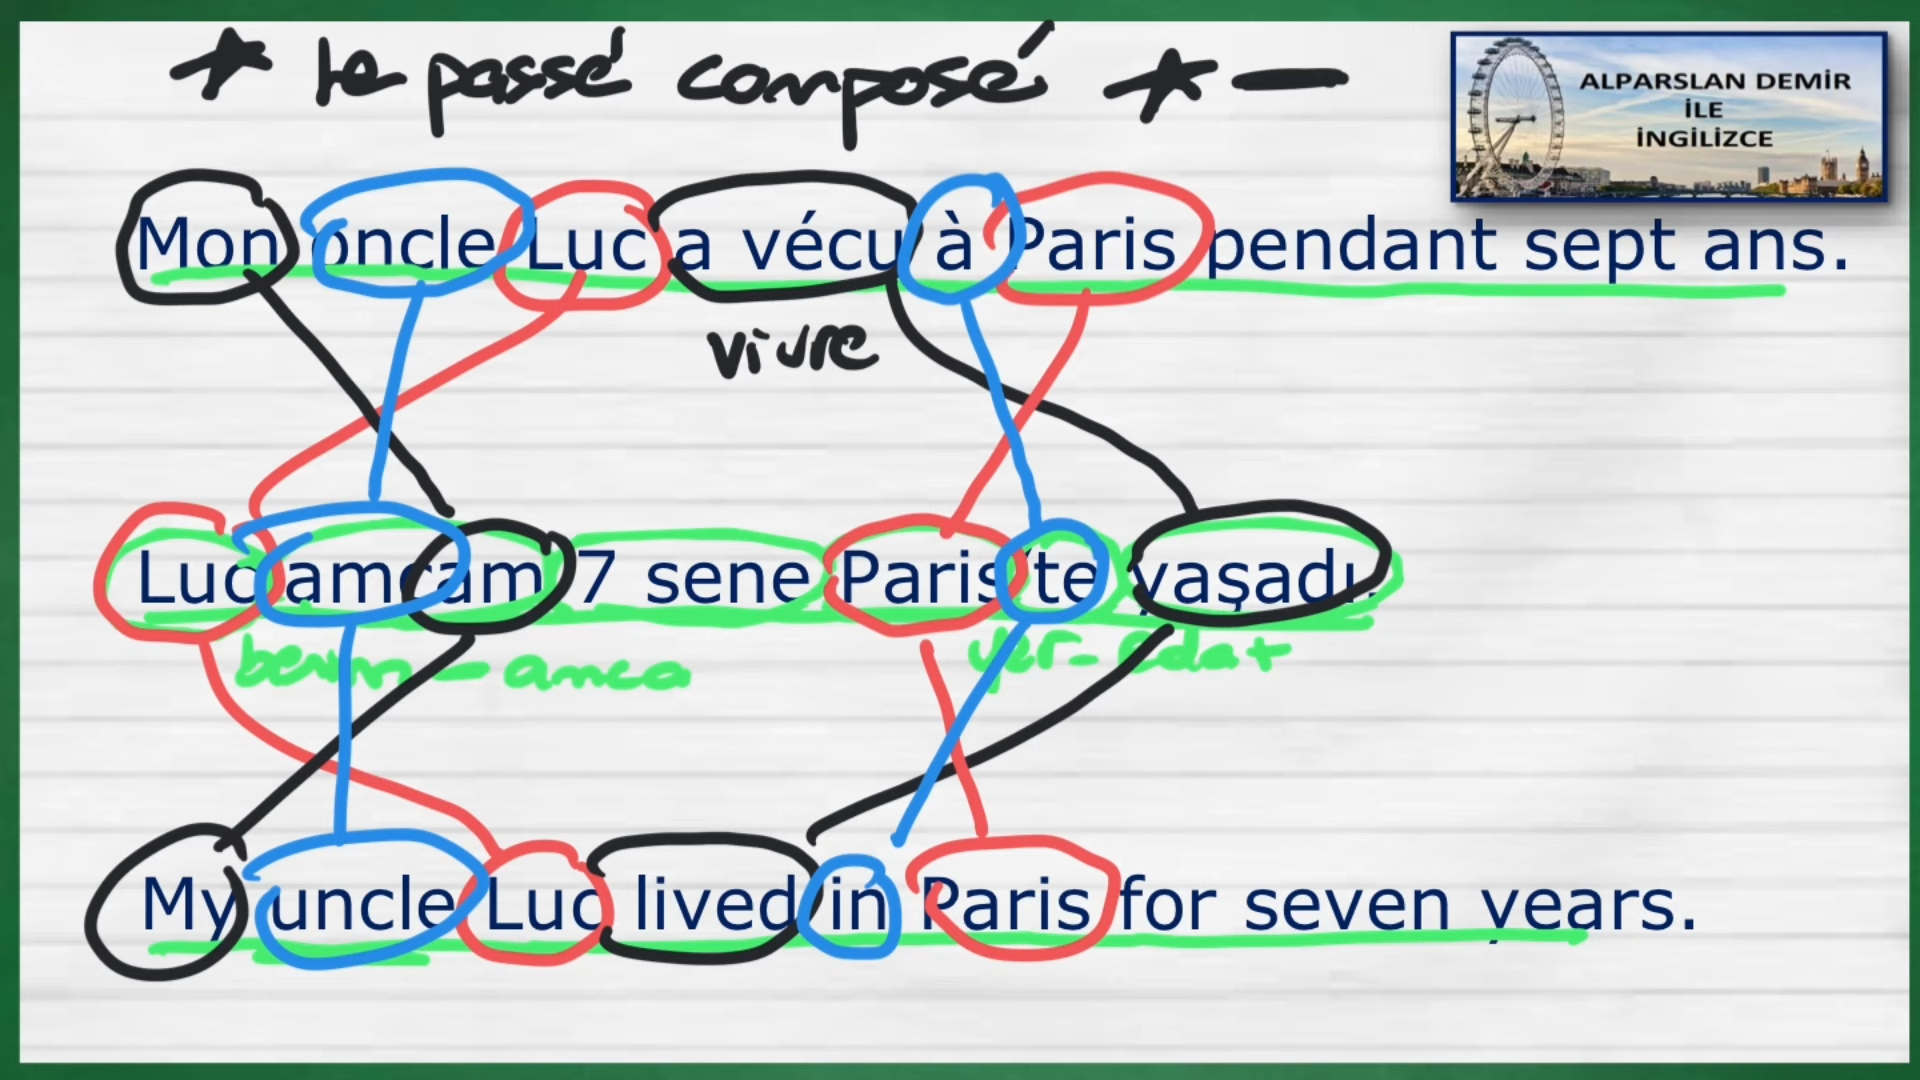 * le passé composé * —
ALPARSLAN DEMİR
İLE
İNGİLİZCE
Mon oncle Luc a vécu à Paris pendant sept ans.
vivre
Luc amcam 7 sene Paris'te yaşadı.
benim - amca yer - edat
My uncle Luc lived in Paris for seven years.